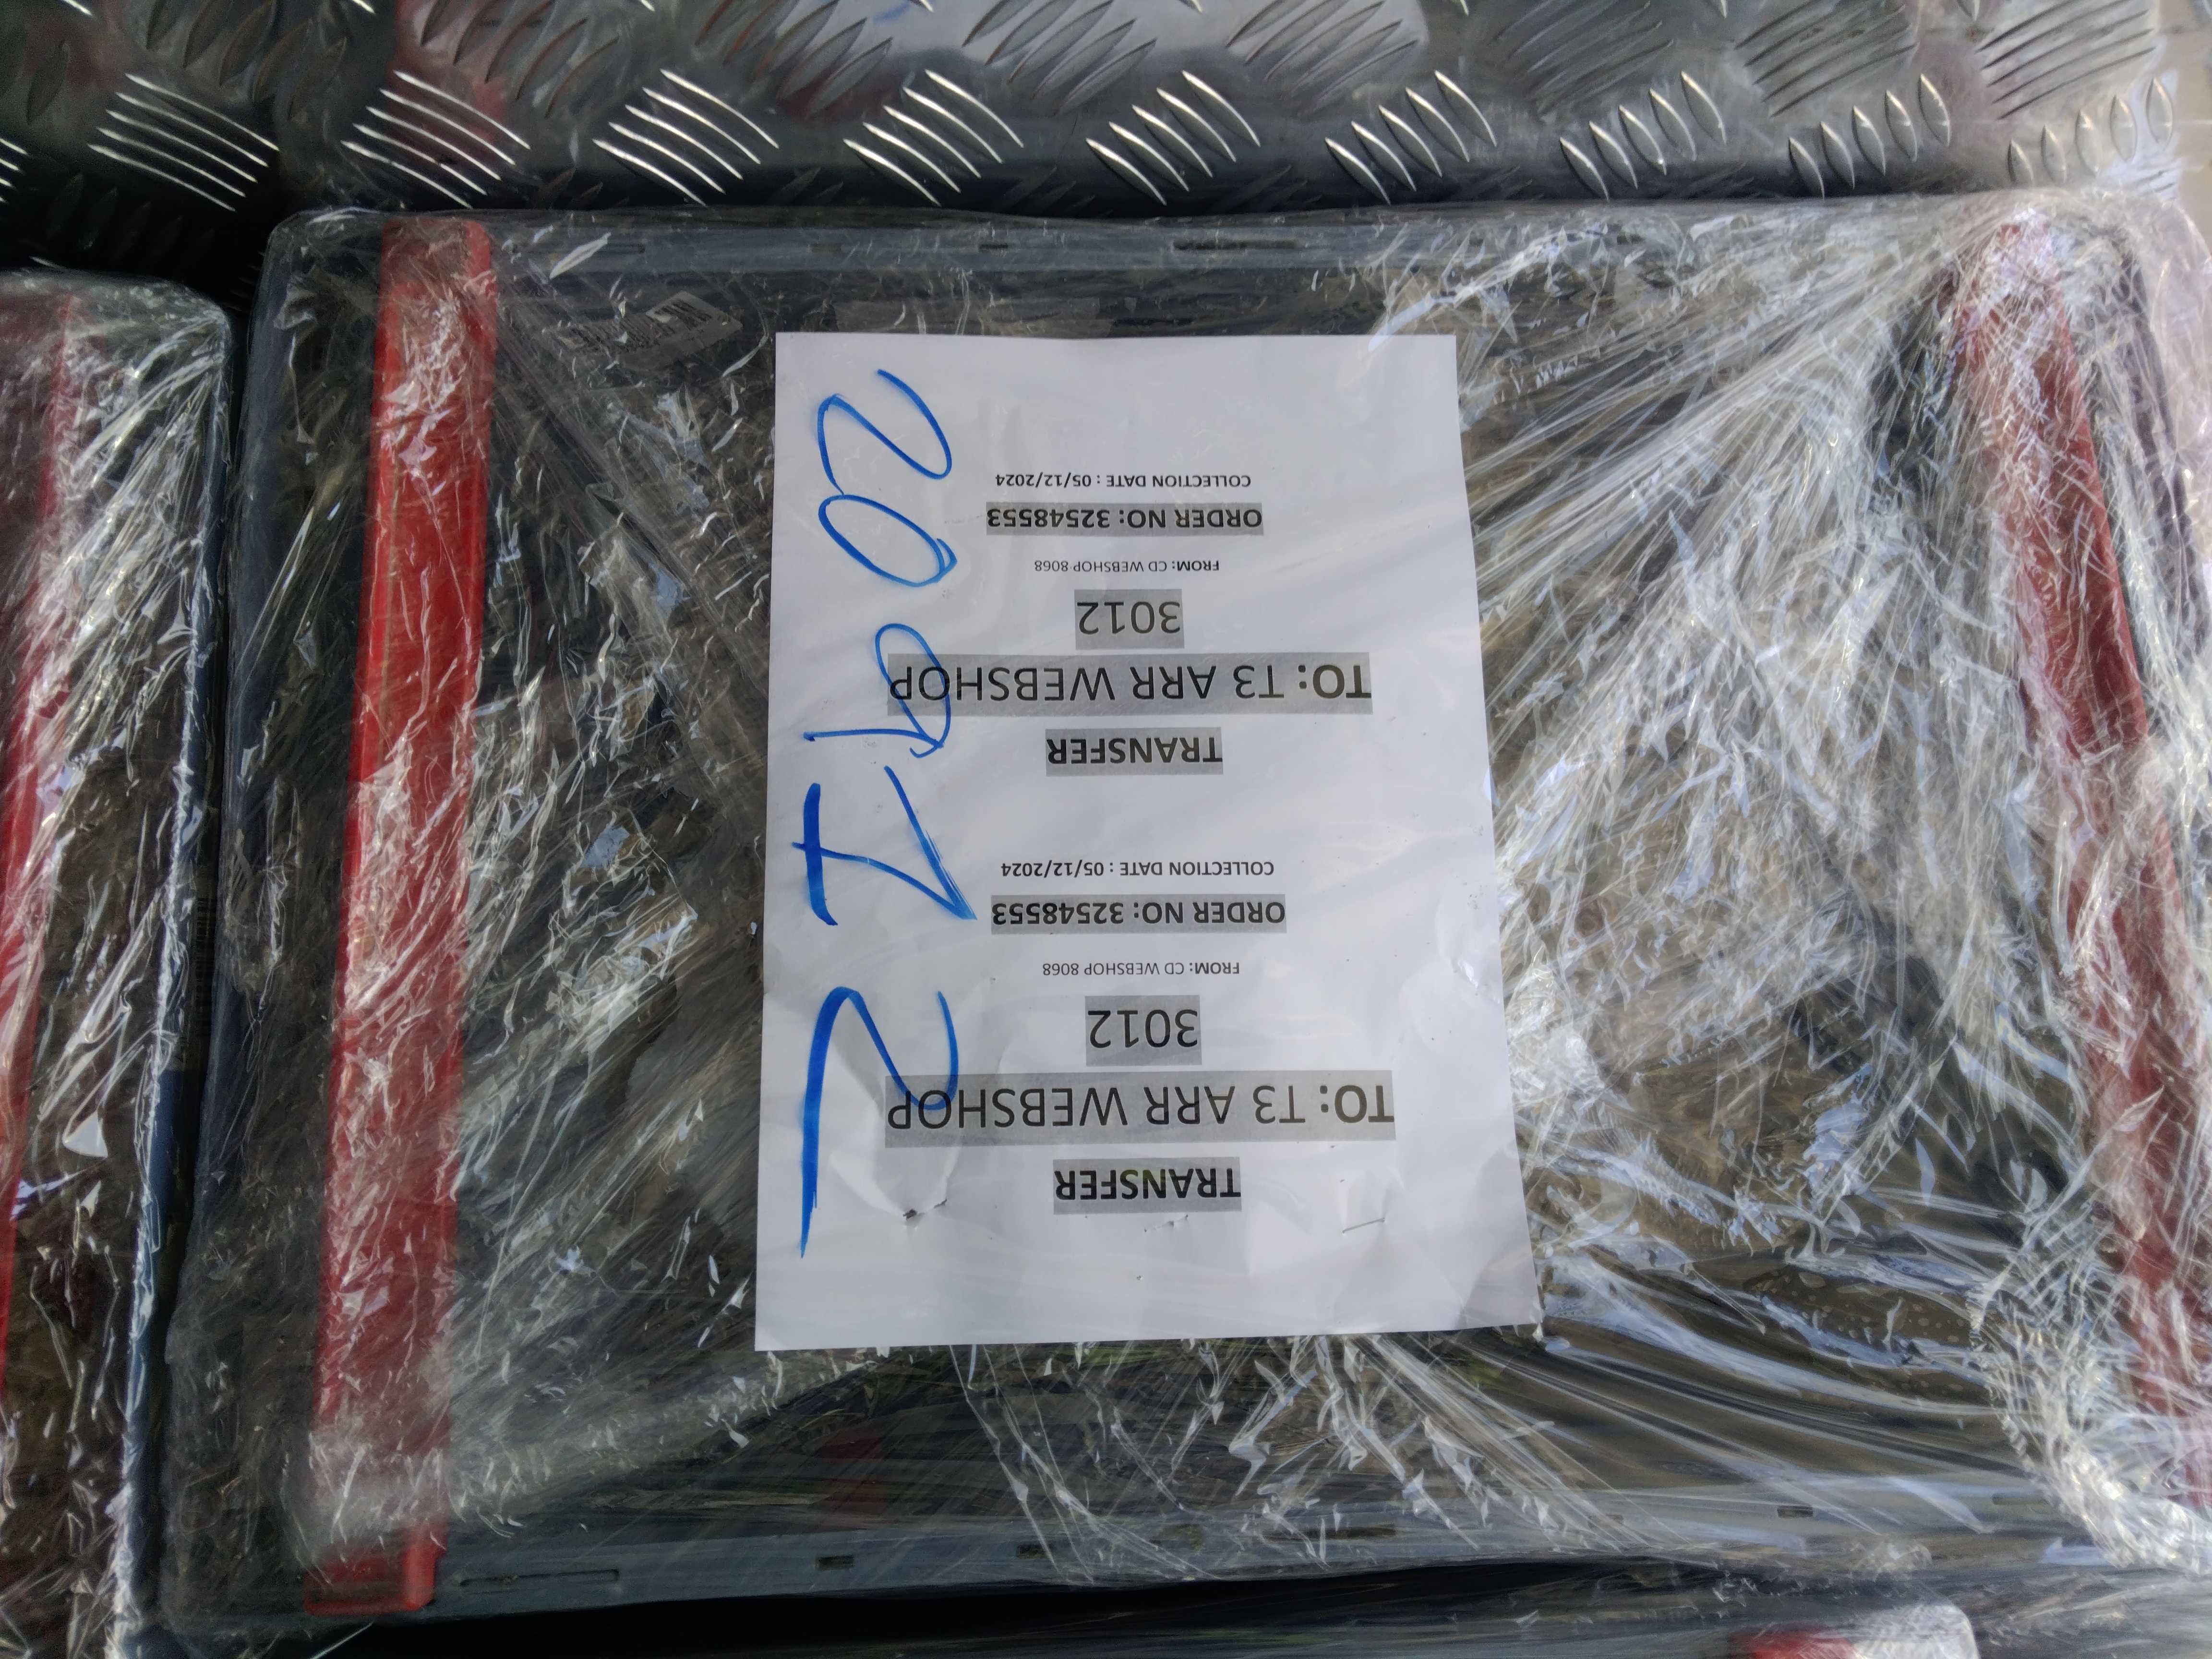 TRANSFER
TO: T3 ARR WEBSHOP
3012
FROM: CD WEBSHOP 8068
ORDER NO: 32548553
COLLECTION DATE : 05/12/2024
TRANSFER
TO: T3 ARR WEBSHOP
3012
FROM: CD WEBSHOP 8068
ORDER NO: 32548553
COLLECTION DATE : 05/12/2024